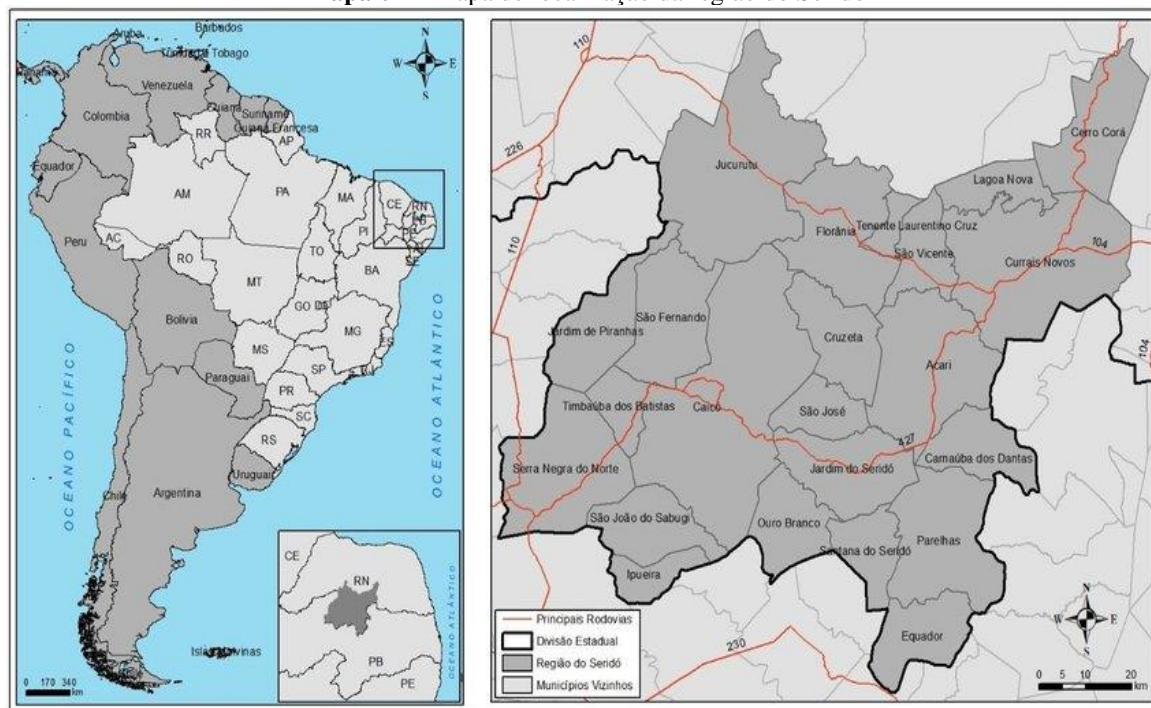 Aruba
Barbados
Trinidad e Tobago
Panamá
Venezuela
Guiana
Suriname
Guiana Francesa
Colombia
RR
AP
Equador
AM
PA
MA
CE
RN
PI
Peru
AC
RO
TO
BA
SE
MT
GO
DF
Bolivia
MG
ES
MS
SP
RJ
Paraguai
PR
SC
RS
Uruguai
Chile
Argentina
Islas Malvinas
OCEANO PACÍFICO
OCEANO ATLÂNTICO
N
W
E
S
0 170 340
km
CE
RN
PB
PE
OCEANO ATLÂNTICO
110
226
110
Jucurutu
Cerro Corá
Lagoa Nova
Florânia
Tenente Laurentino Cruz
São Vicente
104
Currais Novos
São Fernando
Jardim de Piranhas
Cruzeta
Acari
104
Timbaúba dos Batistas
Caicó
São José
427
Carnaúba dos Dantas
Serra Negra do Norte
Jardim do Seridó
São João do Sabugi
Ouro Branco
Santana do Seridó
Parelhas
Ipueira
Equador
230
N
W
E
S
N
W
E
S
Principais Rodovias
Divisão Estadual
Região do Seridó
Municípios Vizinhos
0 5 10 20
km